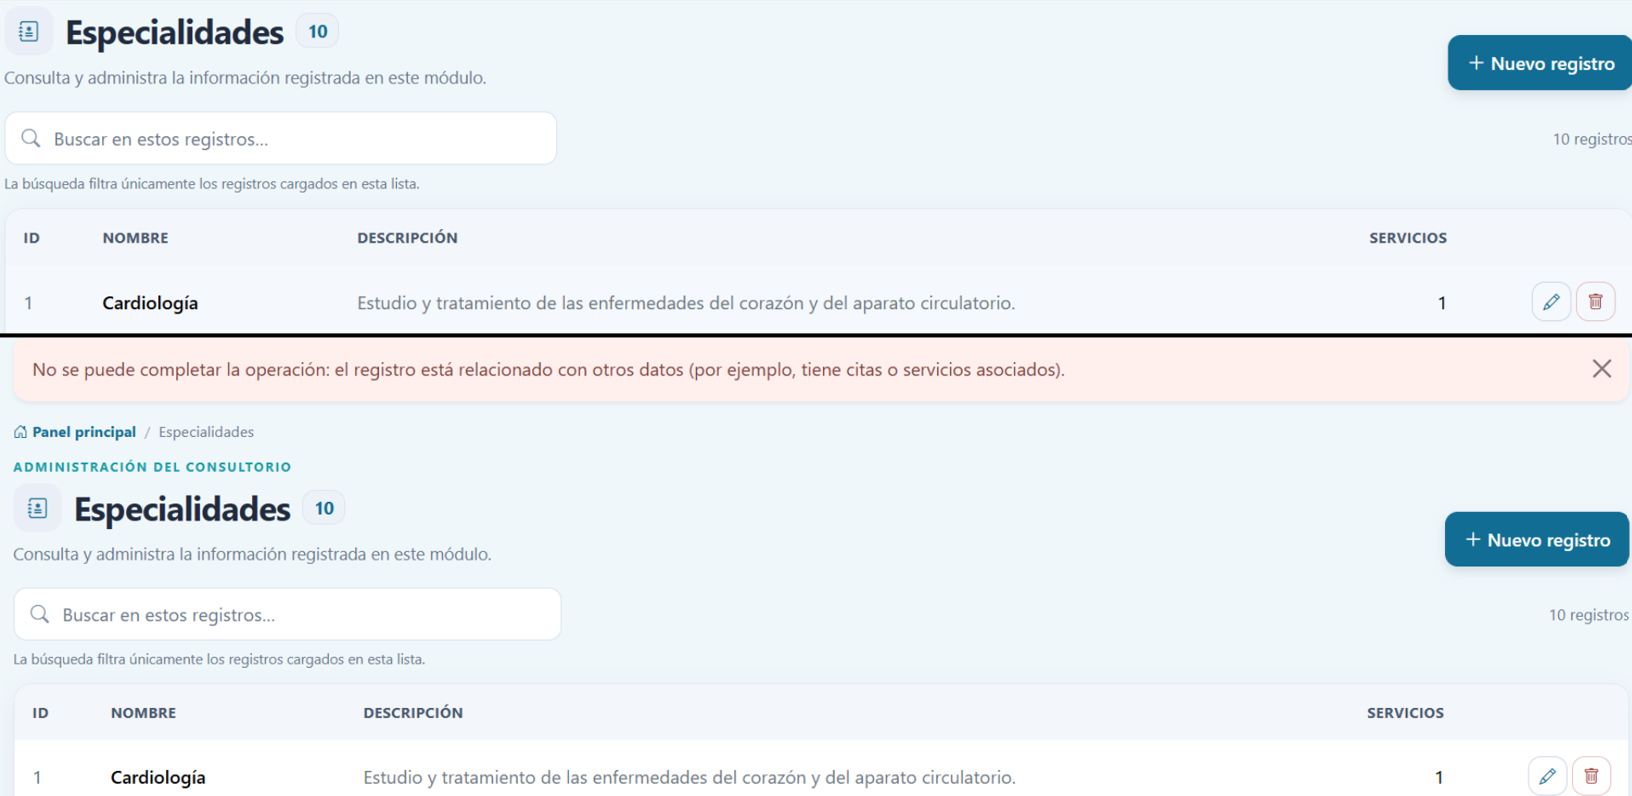 Especialidades 10
Consulta y administra la información registrada en este módulo.
+ Nuevo registro
Buscar en estos registros...
10 registros
La búsqueda filtra únicamente los registros cargados en esta lista.
ID NOMBRE DESCRIPCIÓN SERVICIOS
1 Cardiología Estudio y tratamiento de las enfermedades del corazón y del aparato circulatorio. 1
No se puede completar la operación: el registro está relacionado con otros datos (por ejemplo, tiene citas o servicios asociados).
Panel principal / Especialidades
ADMINISTRACIÓN DEL CONSULTORIO
Especialidades 10
Consulta y administra la información registrada en este módulo.
+ Nuevo registro
Buscar en estos registros...
10 registros
La búsqueda filtra únicamente los registros cargados en esta lista.
ID NOMBRE DESCRIPCIÓN SERVICIOS
1 Cardiología Estudio y tratamiento de las enfermedades del corazón y del aparato circulatorio. 1